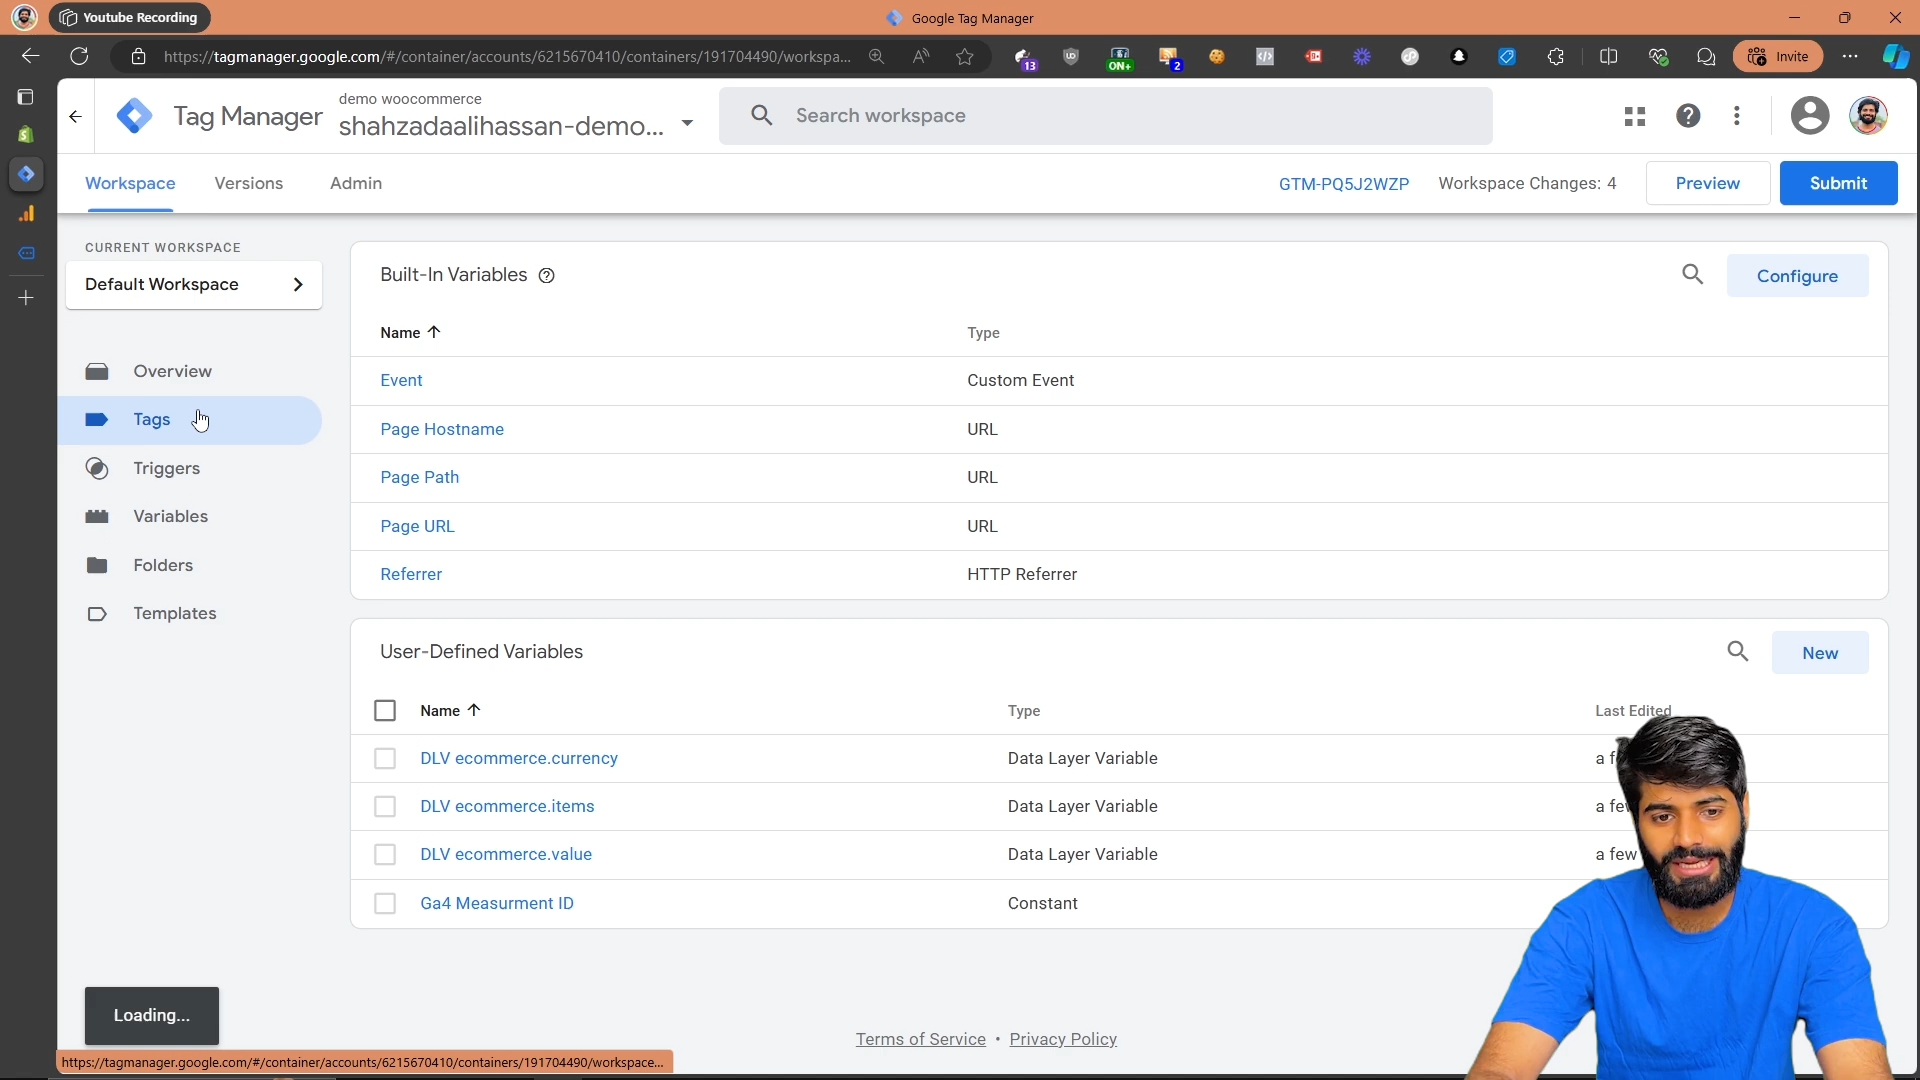 Youtube Recording
Google Tag Manager
https://tagmanager.google.com/#/container/accounts/6215670410/containers/191704490/workspa...
13
ON+
2
Invite
Tag Manager
demo woocommerce
shahzadaalihassan-demo...
Search workspace
Workspace
Versions
Admin
GTM-PQ5J2WZP
Workspace Changes: 4
Preview
Submit
CURRENT WORKSPACE
Default Workspace
Overview
Tags
Triggers
Variables
Folders
Templates
Built-In Variables
Configure
Name
Type
Event
Custom Event
Page Hostname
URL
Page Path
URL
Page URL
URL
Referrer
HTTP Referrer
User-Defined Variables
New
Name
Type
Last Edited
DLV ecommerce.currency
Data Layer Variable
a
DLV ecommerce.items
Data Layer Variable
a
DLV ecommerce.value
Data Layer Variable
a few
Ga4 Measurment ID
Constant
Loading...
Terms of Service • Privacy Policy
https://tagmanager.google.com/#/container/accounts/6215670410/containers/191704490/workspace...